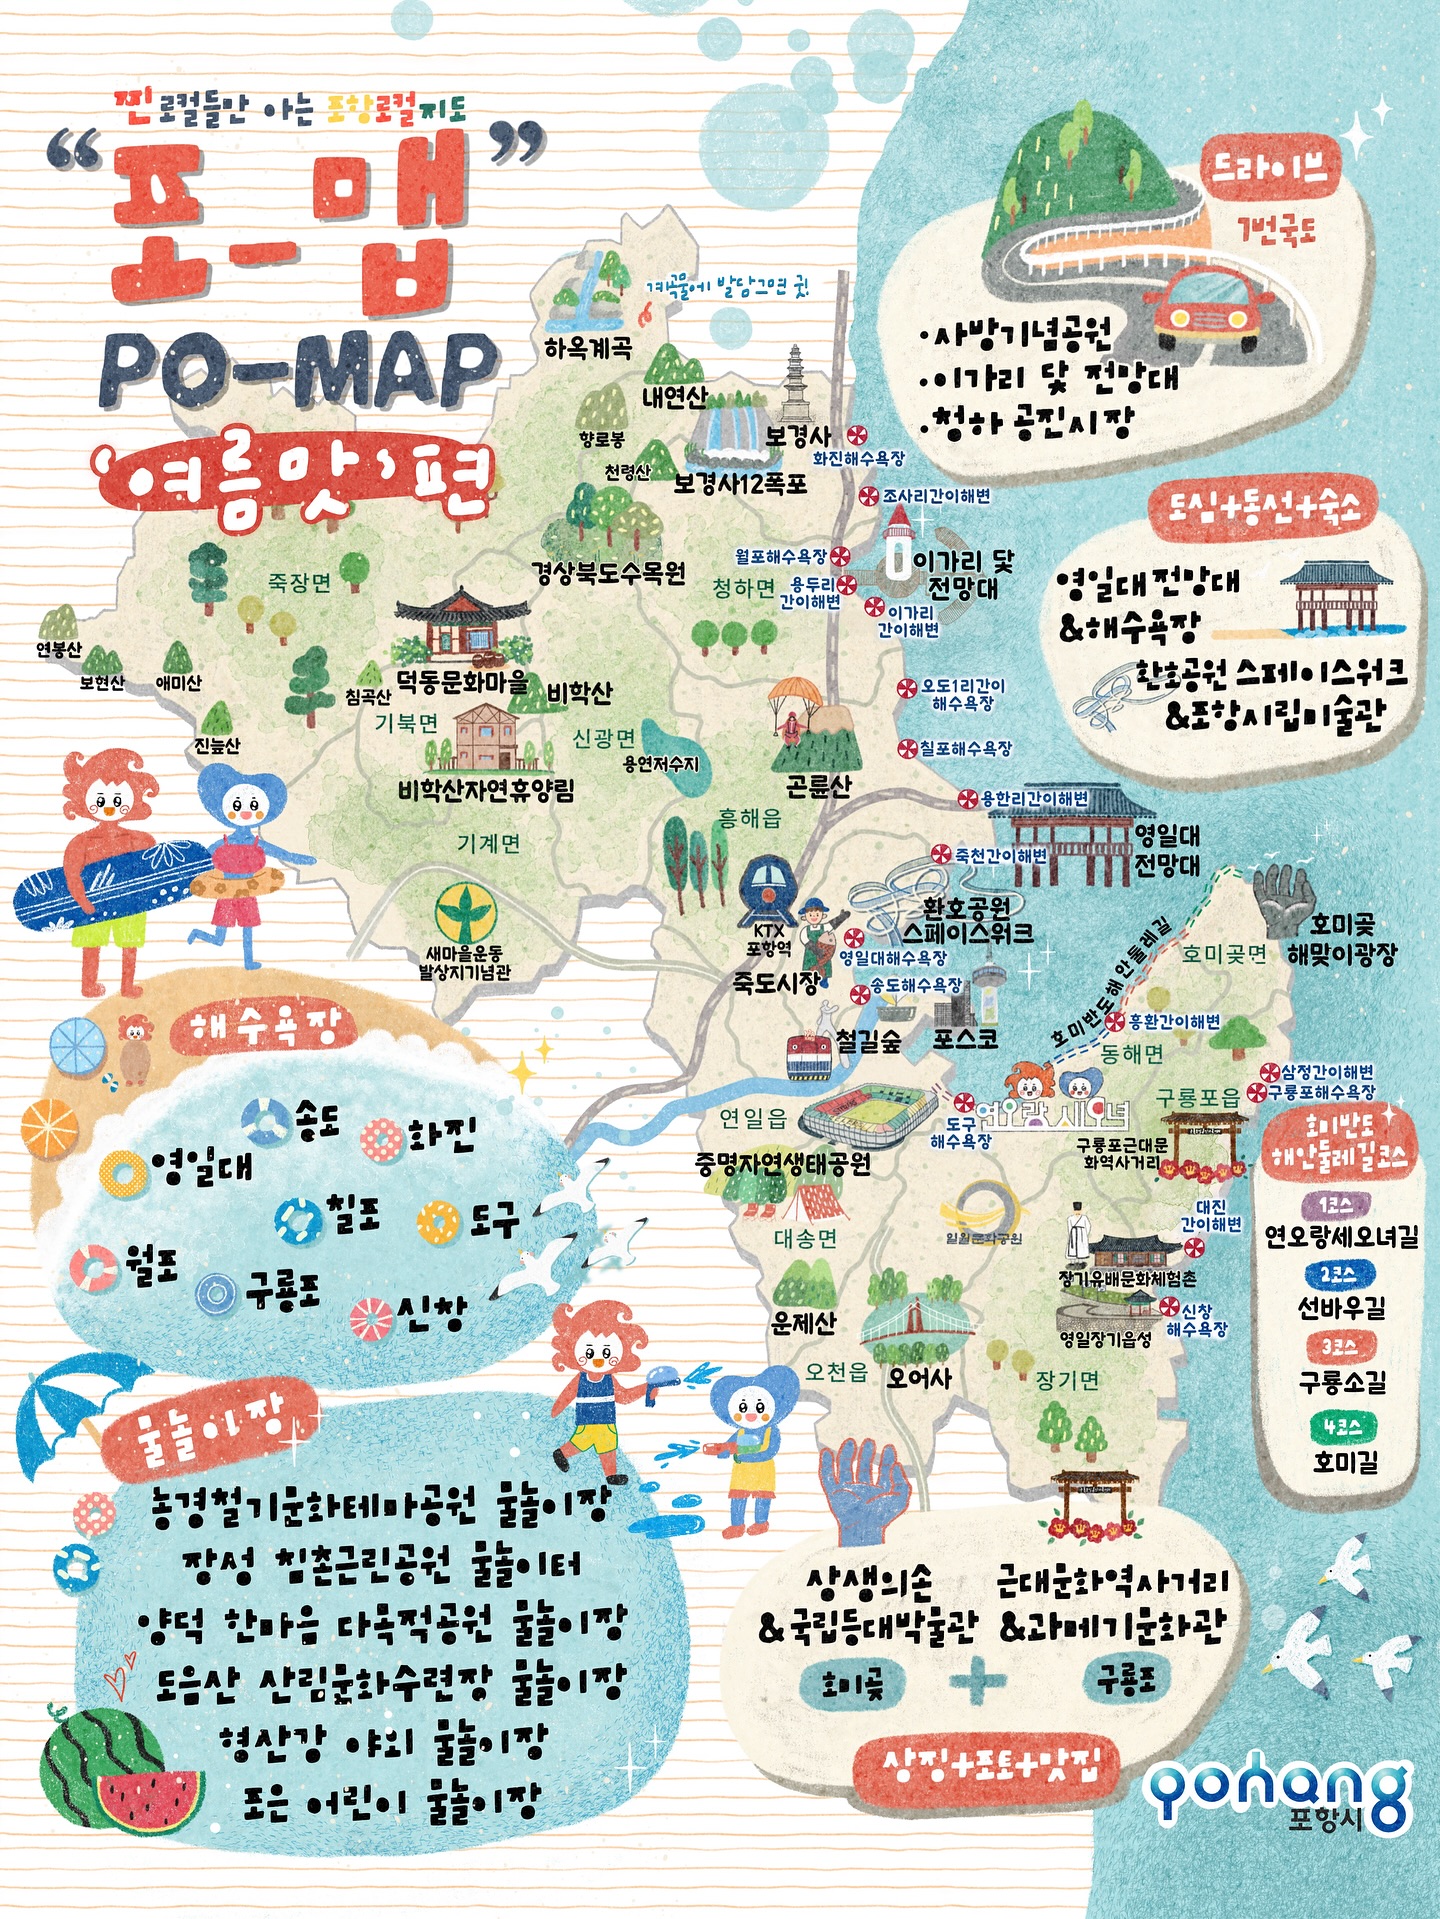 찐로컬들만 아는 포항로컬지도
“포-맵”
PO-MAP
‘여름맛’편
계곡물에 발담그면 굿!
하옥계곡
내연산
향로봉
천령산
보경사
화진해수욕장
보경사12폭포
조사리간이해변
경상북도수목원
월포해수욕장
이가리 닻
전망대
청하면
용두리
간이해변
이가리
간이해변
죽장면
연봉산
보현산
애미산
진늪산
침곡산
덕동문화마을
비학산
기북면
신광면
용연저수지
비학산자연휴양림
오도1리간이
해수욕장
칠포해수욕장
곤륜산
흥해읍
용한리간이해변
영일대
전망대
죽천간이해변
기계면
새마을운동
발상지기념관
KTX
포항역
환호공원
스페이스워크
영일대해수욕장
죽도시장
송도해수욕장
철길숲
포스코
호미반도해안둘레길
호미곶면
호미곶
해맞이광장
흥환간이해변
동해면
삼정간이해변
구룡포해수욕장
구룡포읍
연일읍
도구
해수욕장
연오랑 세오녀
구룡포근대문
화역사거리
중명자연생태공원
대송면
일월문화공원
대진
간이해변
장기유배문화체험촌
신창
해수욕장
영일장기읍성
운제산
오천읍
오어사
장기면
드라이브
7번국도
·사방기념공원
·이가리 닻 전망대
·청하 공진시장
도심+동선+숙소
영일대전망대
&해수욕장
환호공원 스페이스워크
&포항시립미술관
호미반도
해안둘레길코스
1코스
연오랑세오녀길
2코스
선바우길
3코스
구룡소길
4코스
호미길
해수욕장
송도
화진
영일대
칠포
도구
월포
구룡포
신창
물놀이장
농경철기문화테마공원 물놀이장
장성 침촌근린공원 물놀이터
양덕 한마음 다목적공원 물놀이장
도음산 산림문화수련장 물놀이장
형산강 야외 물놀이장
포은 어린이 물놀이장
상생의손
&국립등대박물관
호미곶
+
근대문화역사거리
&과메기문화관
구룡포
상징+포토+맛집
pohang
포항시